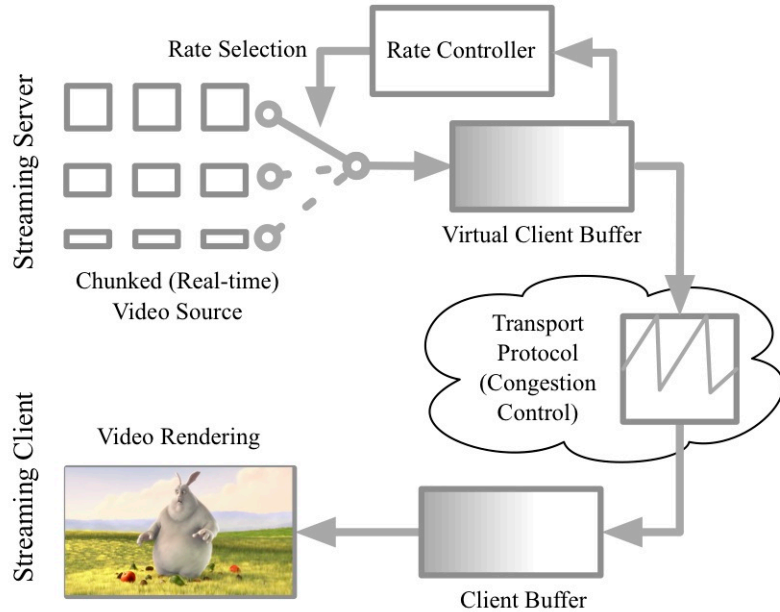 Rate Selection
Rate Controller
Streaming Server
Virtual Client Buffer
Chunked (Real-time)
Video Source
Transport
Protocol
(Congestion
Control)
Streaming Client
Video Rendering
Client Buffer